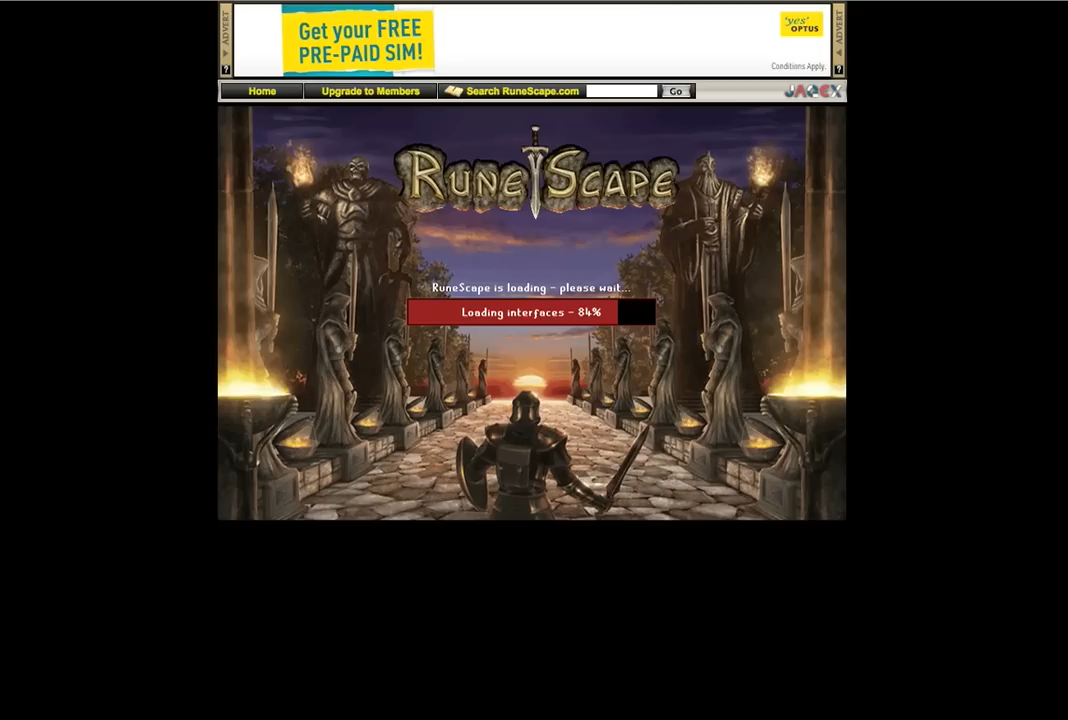 ADVERT
Get your FREE
PRE-PAID SIM!
'yes'
OPTUS
Conditions Apply.
ADVERT
?
?
Home
Upgrade to Members
Search RuneScape.com
Go
JAGEX
RUNESCAPE
RuneScape is loading - please wait...
Loading interfaces - 84%